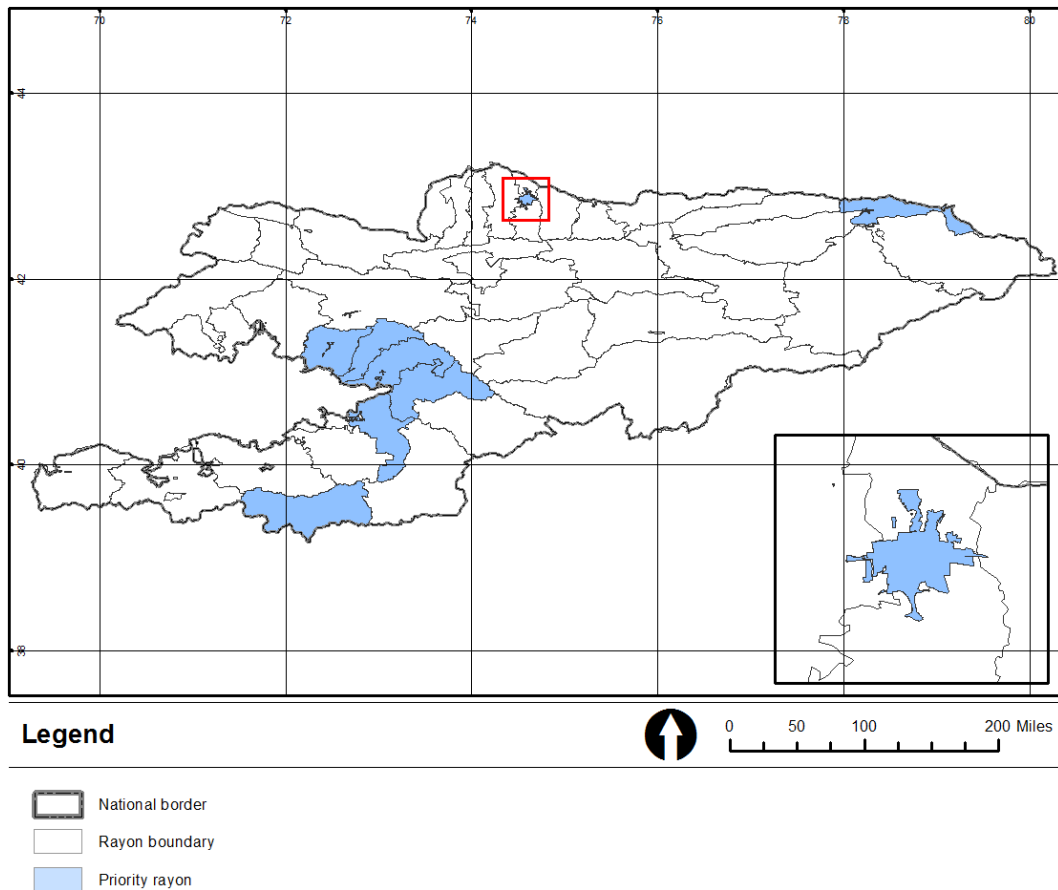 70 72 74 76 78 80
44
42
40
38
Legend
0 50 100 200 Miles
National border
Rayon boundary
Priority rayon